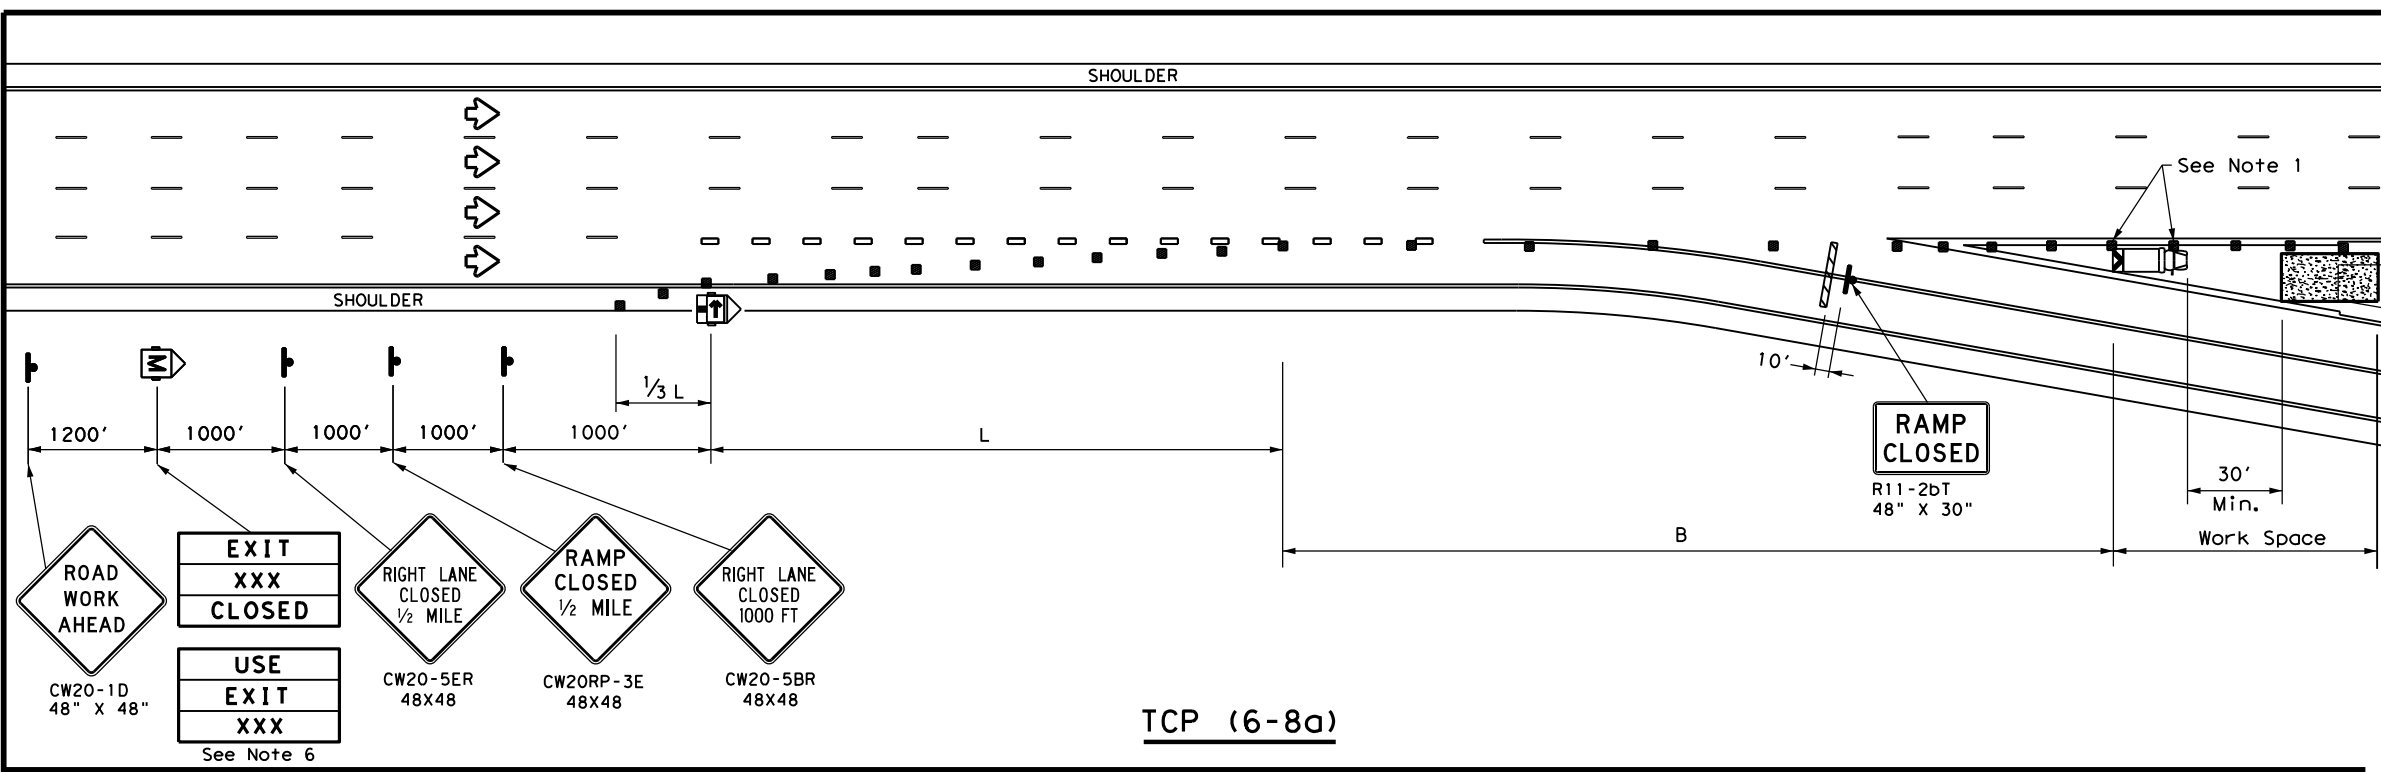 SHOULDER
See Note 1
SHOULDER
M
10'
1/3 L
1200'
1000'
1000'
1000'
1000'
L
RAMP
CLOSED
R11-2bT
48" X 30"
30'
Min.
B
Work Space
ROAD
WORK
AHEAD
CW20-1D
48" X 48"
EXIT
XXX
CLOSED
USE
EXIT
XXX
See Note 6
RIGHT LANE
CLOSED
1/2 MILE
CW20-5ER
48X48
RAMP
CLOSED
1/2 MILE
CW20RP-3E
48X48
RIGHT LANE
CLOSED
1000 FT
CW20-5BR
48X48
TCP (6-8a)